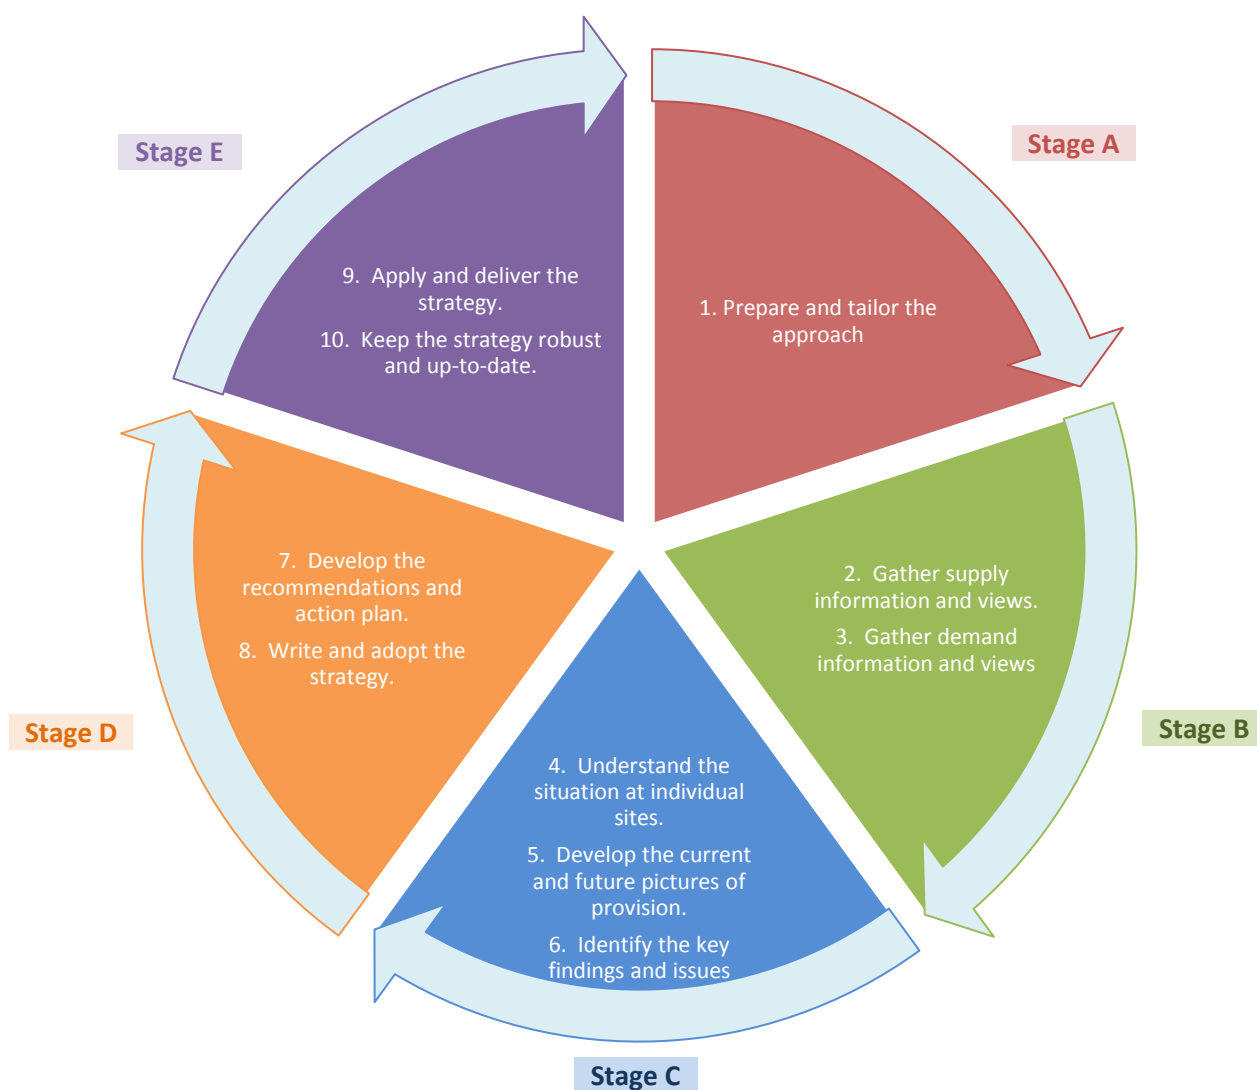 Stage A
1. Prepare and tailor the
approach
Stage B
2. Gather supply
information and views.
3. Gather demand
information and views
Stage C
4. Understand the
situation at individual
sites.
5. Develop the current
and future pictures of
provision.
6. Identify the key
findings and issues
Stage D
7. Develop the
recommendations and
action plan.
8. Write and adopt the
strategy.
Stage E
9. Apply and deliver the
strategy.
10. Keep the strategy robust
and up-to-date.